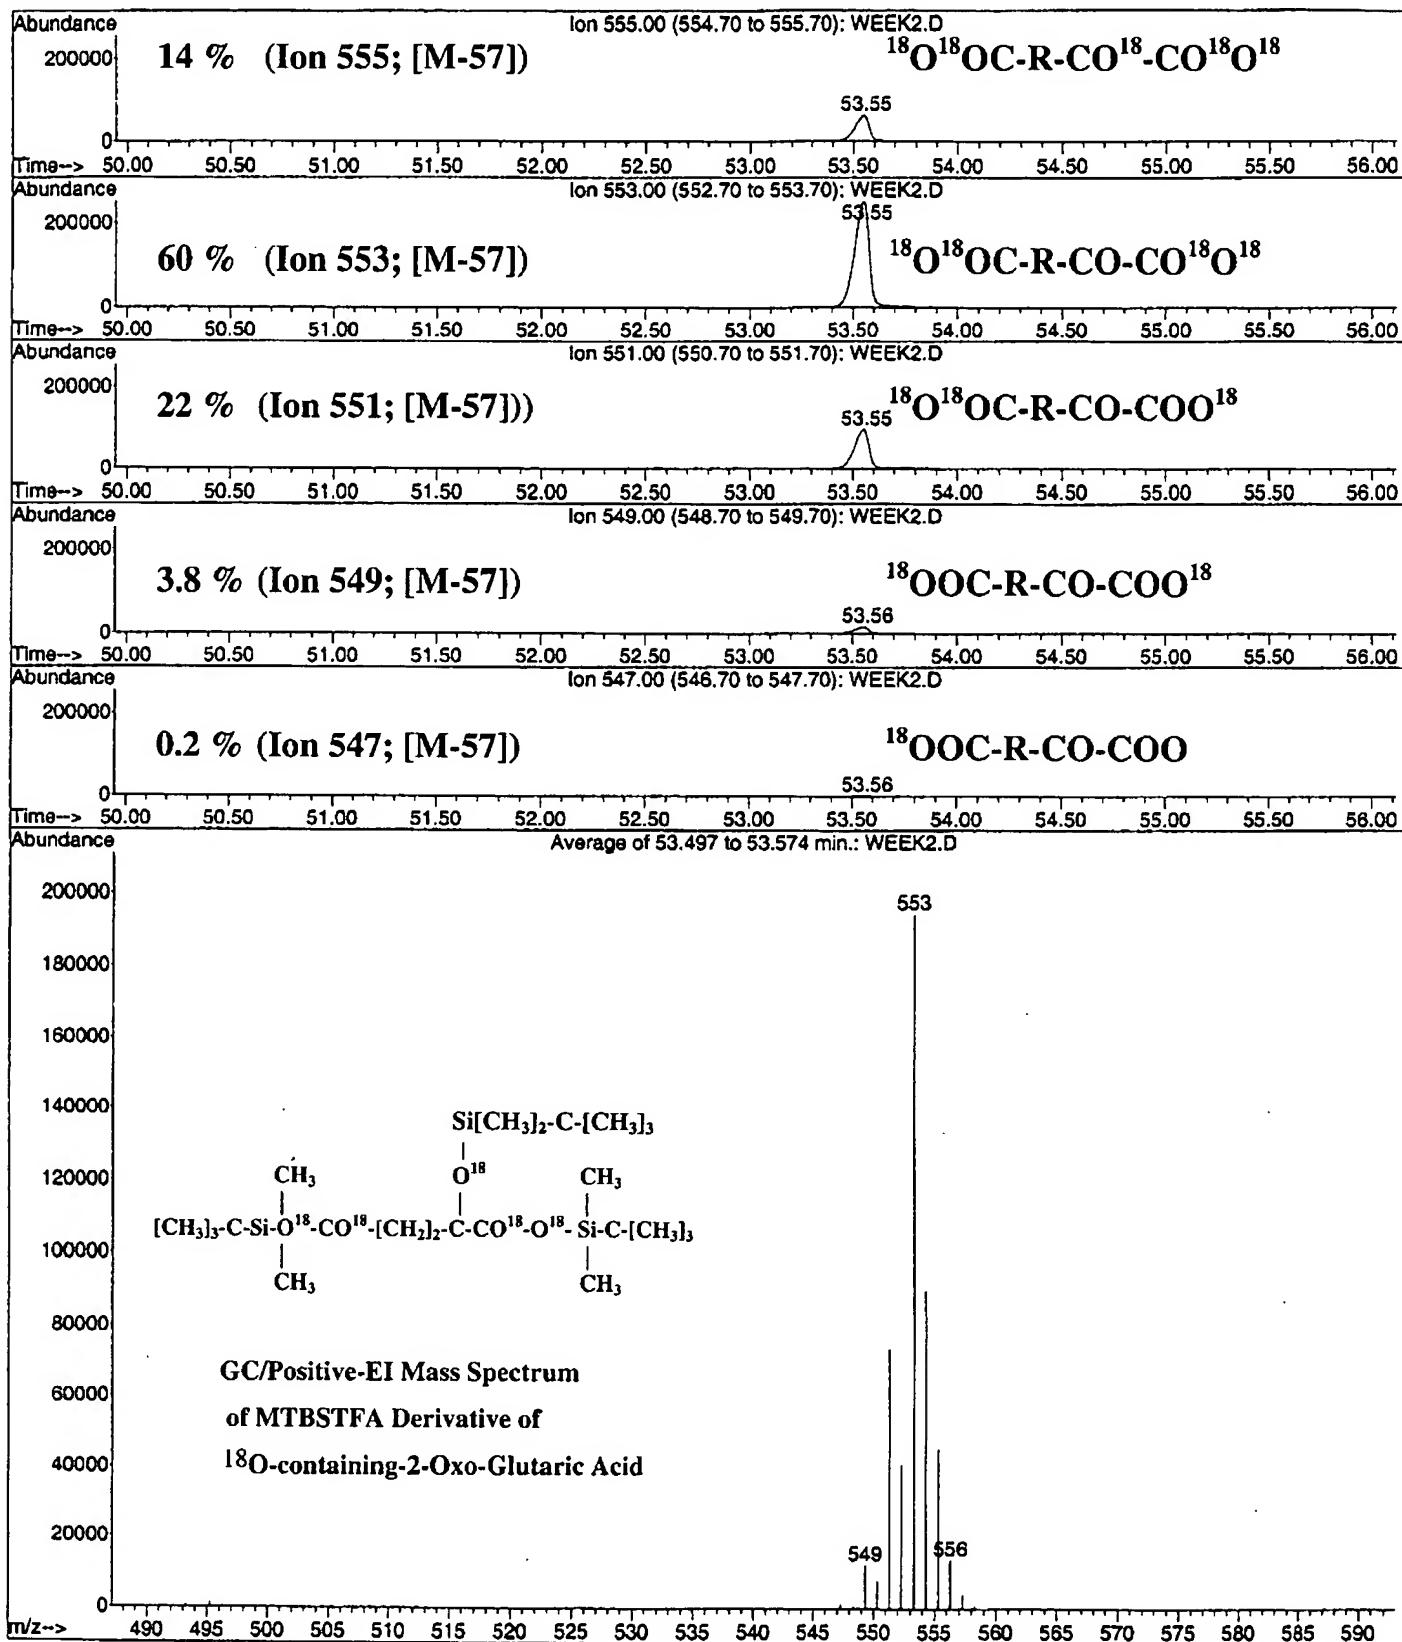 Abundance
Ion 555.00 (554.70 to 555.70): WEEK2.D
200000
14 % (Ion 555; [M-57])
¹⁸O¹⁸OC-R-CO¹⁸-CO¹⁸O¹⁸
53.55
0
Time--> 50.00 50.50 51.00 51.50 52.00 52.50 53.00 53.50 54.00 54.50 55.00 55.50 56.00
Abundance
Ion 553.00 (552.70 to 553.70): WEEK2.D
200000
53.55
60 % (Ion 553; [M-57])
¹⁸O¹⁸OC-R-CO-CO¹⁸O¹⁸
0
Time--> 50.00 50.50 51.00 51.50 52.00 52.50 53.00 53.50 54.00 54.50 55.00 55.50 56.00
Abundance
Ion 551.00 (550.70 to 551.70): WEEK2.D
200000
22 % (Ion 551; [M-57]))
¹⁸O¹⁸OC-R-CO-COO¹⁸
53.55
0
Time--> 50.00 50.50 51.00 51.50 52.00 52.50 53.00 53.50 54.00 54.50 55.00 55.50 56.00
Abundance
Ion 549.00 (548.70 to 549.70): WEEK2.D
200000
3.8 % (Ion 549; [M-57])
¹⁸OOC-R-CO-COO¹⁸
53.56
0
Time--> 50.00 50.50 51.00 51.50 52.00 52.50 53.00 53.50 54.00 54.50 55.00 55.50 56.00
Abundance
Ion 547.00 (546.70 to 547.70): WEEK2.D
200000
0.2 % (Ion 547; [M-57])
¹⁸OOC-R-CO-COO
53.56
0
Time--> 50.00 50.50 51.00 51.50 52.00 52.50 53.00 53.50 54.00 54.50 55.00 55.50 56.00
Abundance
Average of 53.497 to 53.574 min.: WEEK2.D
200000
553
180000
160000
140000
Si[CH₃]₂-C-[CH₃]₃
120000
CH₃ O¹⁸ CH₃
[CH₃]₃-C-Si-O¹⁸-CO¹⁸-[CH₂]₂-C-CO¹⁸-O¹⁸-Si-C-[CH₃]₃
100000
CH₃ CH₃
80000
GC/Positive-EI Mass Spectrum
60000
of MTBSTFA Derivative of
¹⁸O-containing-2-Oxo-Glutaric Acid
40000
20000
549 556
0
m/z--> 490 495 500 505 510 515 520 525 530 535 540 545 550 555 560 565 570 575 580 585 590